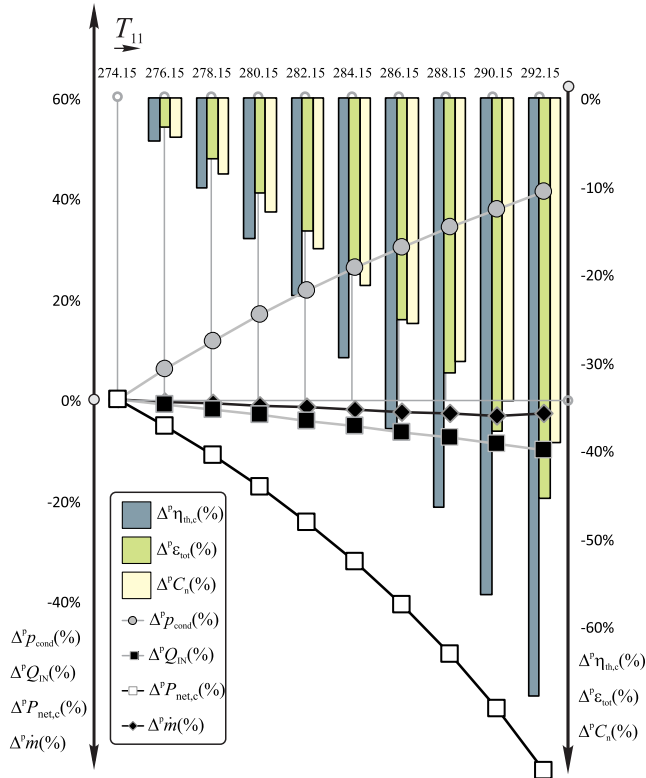 T₁₁
274.15 276.15 278.15 280.15 282.15 284.15 286.15 288.15 290.15 292.15
60% 0%
-10%
40%
-20%
20%
-30%
0%
-40%
-20%
ΔᵖηTH,c(%)
-50%
Δᵖεtot(%)
ΔᵖCn(%)
-40%
Δᵖpcond(%) Δᵖpcond(%) -60%
ΔᵖQIN(%) ΔᵖQIN(%) Δᵖηth,c(%)
ΔᵖPnet,c(%) ΔᵖPnet,c(%) Δᵖεtot(%)
Δᵖṁ(%) Δᵖṁ(%) ΔᵖCn(%)